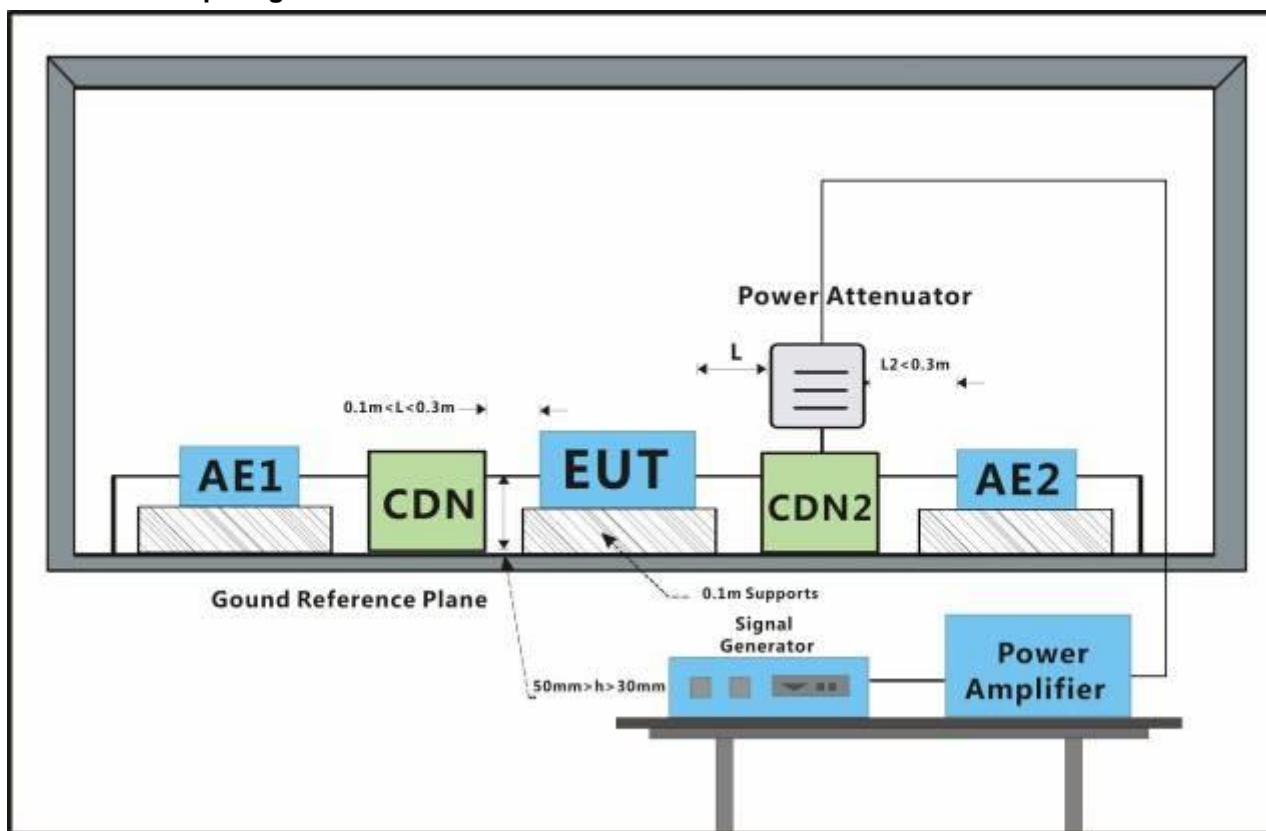 Power Attenuator
L
L2<0.3m
0.1m<L<0.3m
AE1
CDN
EUT
CDN2
AE2
Gound Reference Plane
0.1m Supports
Signal
Generator
50mm>h>30mm
Power
Amplifier